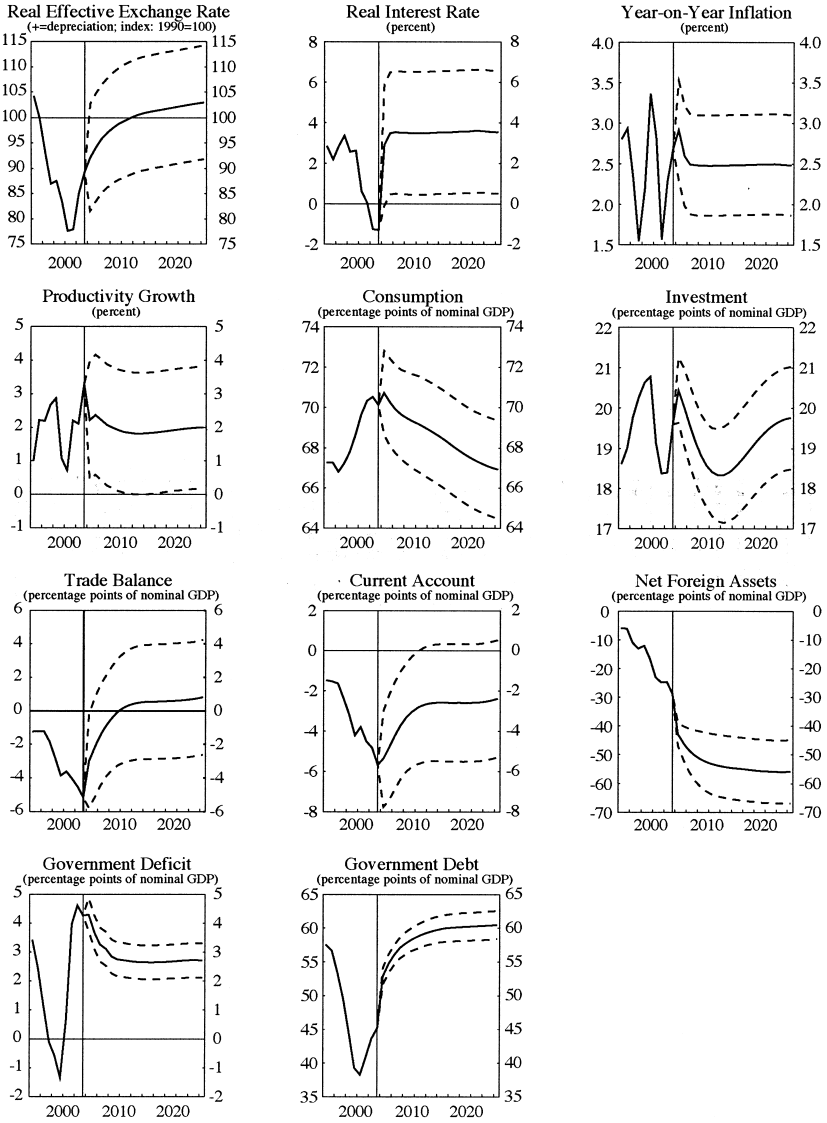 Real Effective Exchange Rate
(+=depreciation; index: 1990=100)
115 115
110 110
105 105
100 100
95 95
90 90
85 85
80 80
75 75
2000 2010 2020
Real Interest Rate
(percent)
8 8
6 6
4 4
2 2
0 0
-2 -2
2000 2010 2020
Year-on-Year Inflation
(percent)
4.0 4.0
3.5 3.5
3.0 3.0
2.5 2.5
2.0 2.0
1.5 1.5
2000 2010 2020
Productivity Growth
(percent)
5 5
4 4
3 3
2 2
1 1
0 0
-1 -1
2000 2010 2020
Consumption
(percentage points of nominal GDP)
74 74
72 72
70 70
68 68
66 66
64 64
2000 2010 2020
Investment
(percentage points of nominal GDP)
22 22
21 21
20 20
19 19
18 18
17 17
2000 2010 2020
Trade Balance
(percentage points of nominal GDP)
6 6
4 4
2 2
0 0
-2 -2
-4 -4
-6 -6
2000 2010 2020
Current Account
(percentage points of nominal GDP)
2 2
0 0
-2 -2
-4 -4
-6 -6
-8 -8
2000 2010 2020
Net Foreign Assets
(percentage points of nominal GDP)
0 0
-10 -10
-20 -20
-30 -30
-40 -40
-50 -50
-60 -60
-70 -70
2000 2010 2020
Government Deficit
(percentage points of nominal GDP)
5 5
4 4
3 3
2 2
1 1
0 0
-1 -1
-2 -2
2000 2010 2020
Government Debt
(percentage points of nominal GDP)
65 65
60 60
55 55
50 50
45 45
40 40
35 35
2000 2010 2020